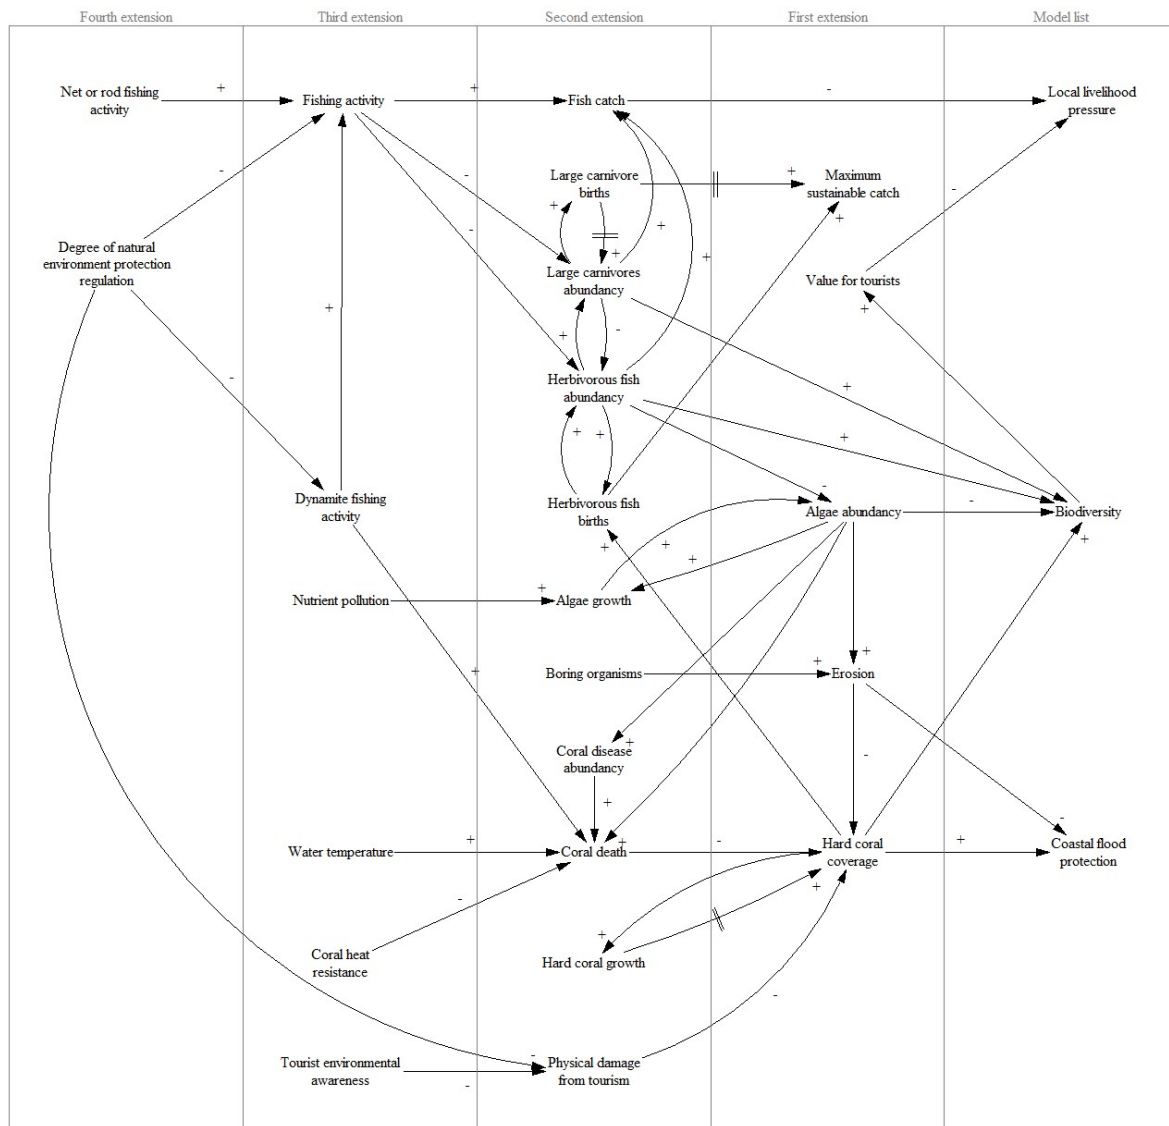 Fourth extension
Third extension
Second extension
First extension
Model list
Net or rod fishing
activity
+
Fishing activity
+
Fish catch
-
Local livelihood
pressure
-
-
-
Large carnivore
births
+
Maximum
sustainable catch
+
-
+
+
+
+
Degree of natural
environment protection
regulation
Large carnivores
abundancy
Value for tourists
+
+
+
-
-
Herbivorous fish
abundancy
+
+
+
+
-
Dynamite fishing
activity
Herbivorous fish
births
Algae abundancy
-
Biodiversity
+
+
+
+
Nutrient pollution
+
Algae growth
Boring organisms
+
+
Erosion
+
Coral disease
abundancy
+
-
+
-
Water temperature
+
Coral death
+
-
Hard coral
coverage
+
Coastal flood
protection
-
+
+
Coral heat
resistance
Hard coral growth
-
Tourist environmental
awareness
-
-
Physical damage
from tourism